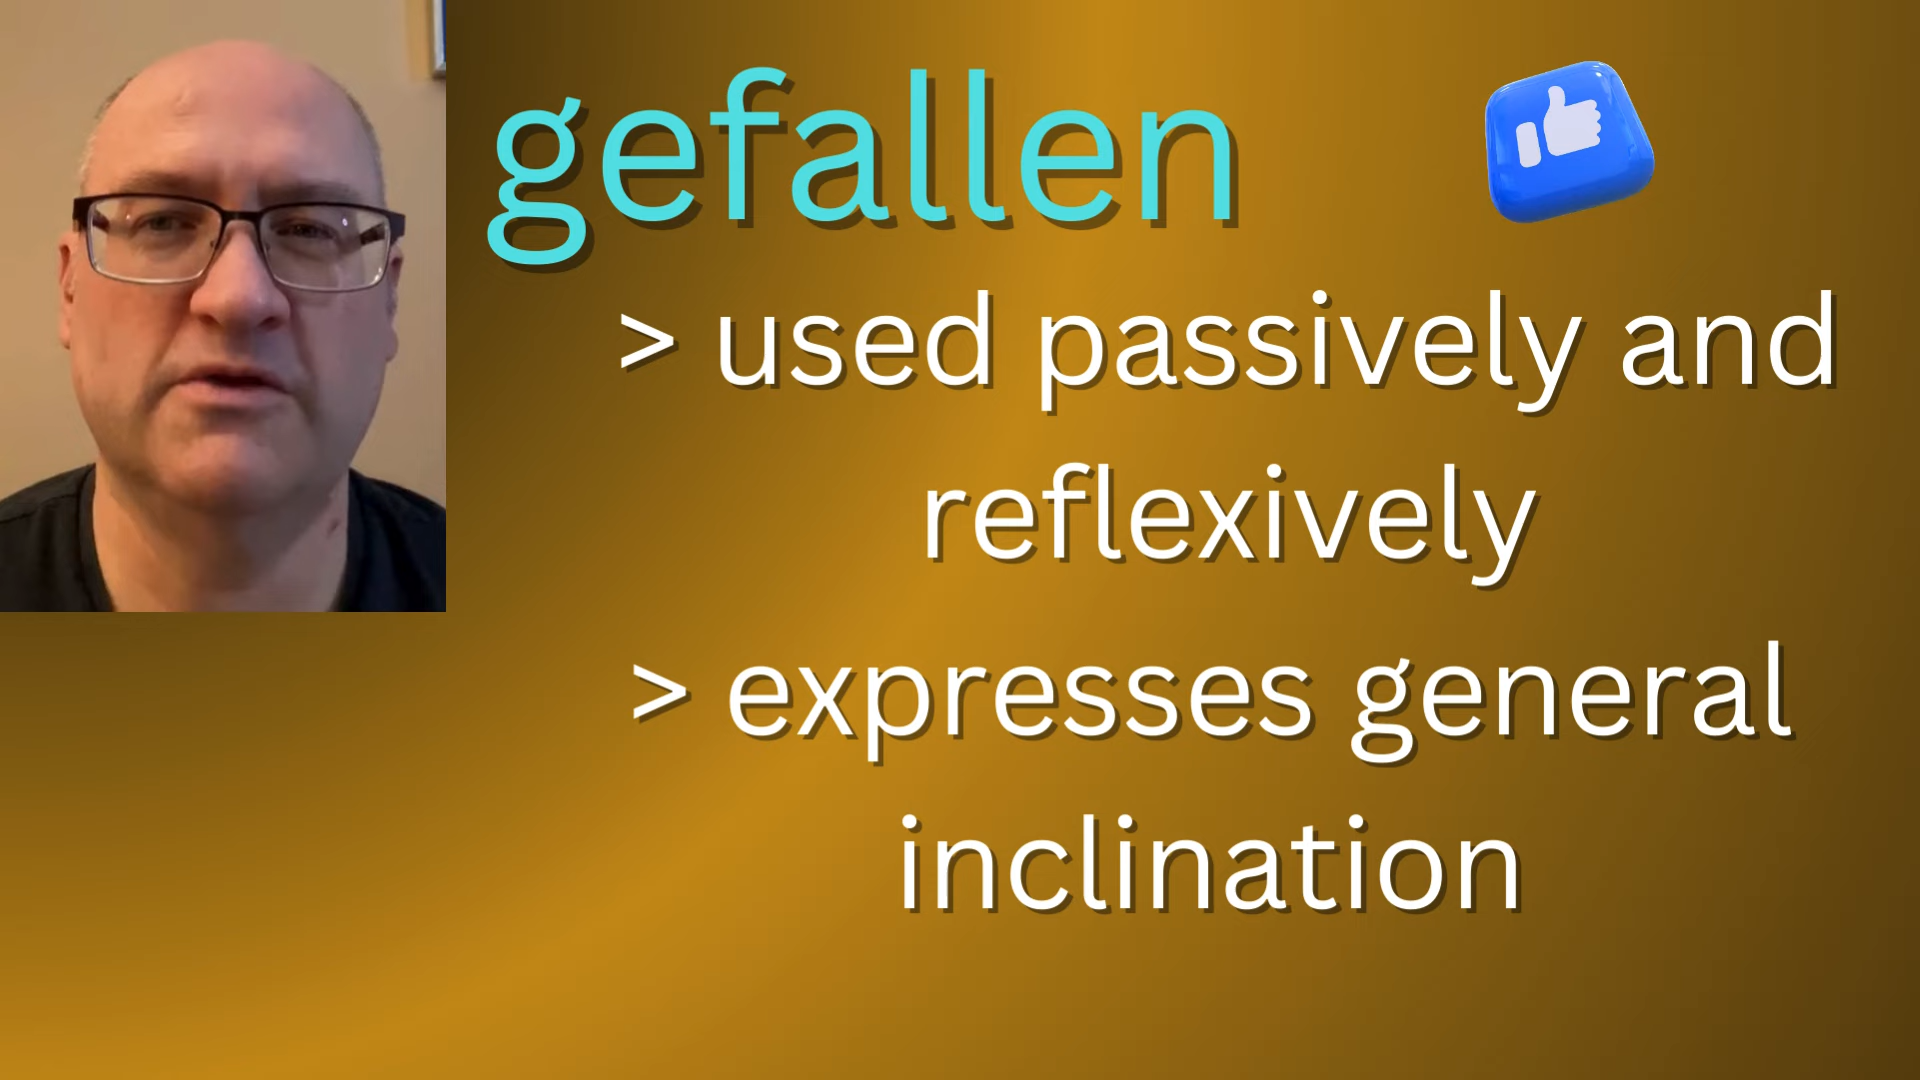 gefallen
> used passively and
reflexively
> expresses general
inclination